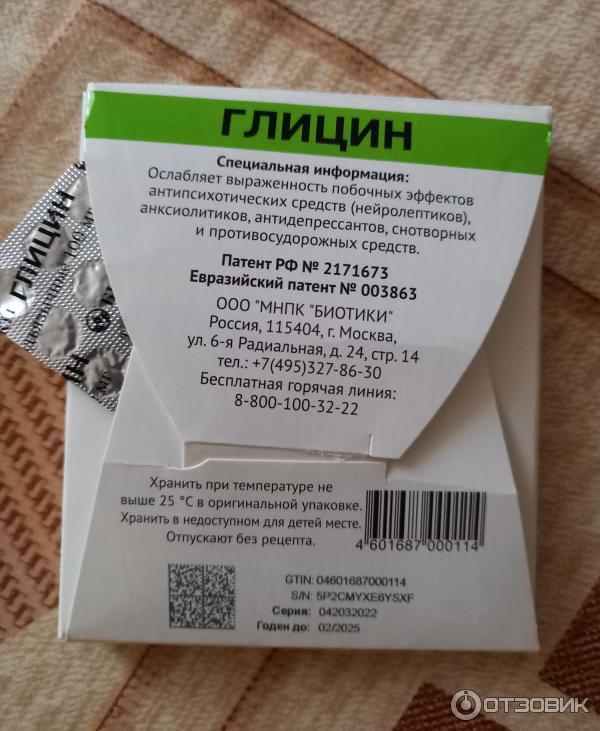 ГЛИЦИН
Специальная информация:
Ослабляет выраженность побочных эффектов
антипсихотических средств (нейролептиков),
анксиолитиков, антидепрессантов, снотворных
и противосудорожных средств.
Патент РФ № 2171673
Евразийский патент № 003863
ООО "МНПК "БИОТИКИ"
Россия, 115404, г. Москва,
ул. 6-я Радиальная, д. 24, стр. 14
тел.: +7(495)327-86-30
Бесплатная горячая линия:
8-800-100-32-22
ГЛИЦИН
100 мг
Хранить при температуре не
выше 25 °C в оригинальной упаковке.
Хранить в недоступном для детей месте.
Отпускают без рецепта.
4 601687 000114
GTIN: 04601687000114
S/N: 5P2CMYXE6YSXF
Серия: 042032022
Годен до: 02/2025
ОТЗОВИК